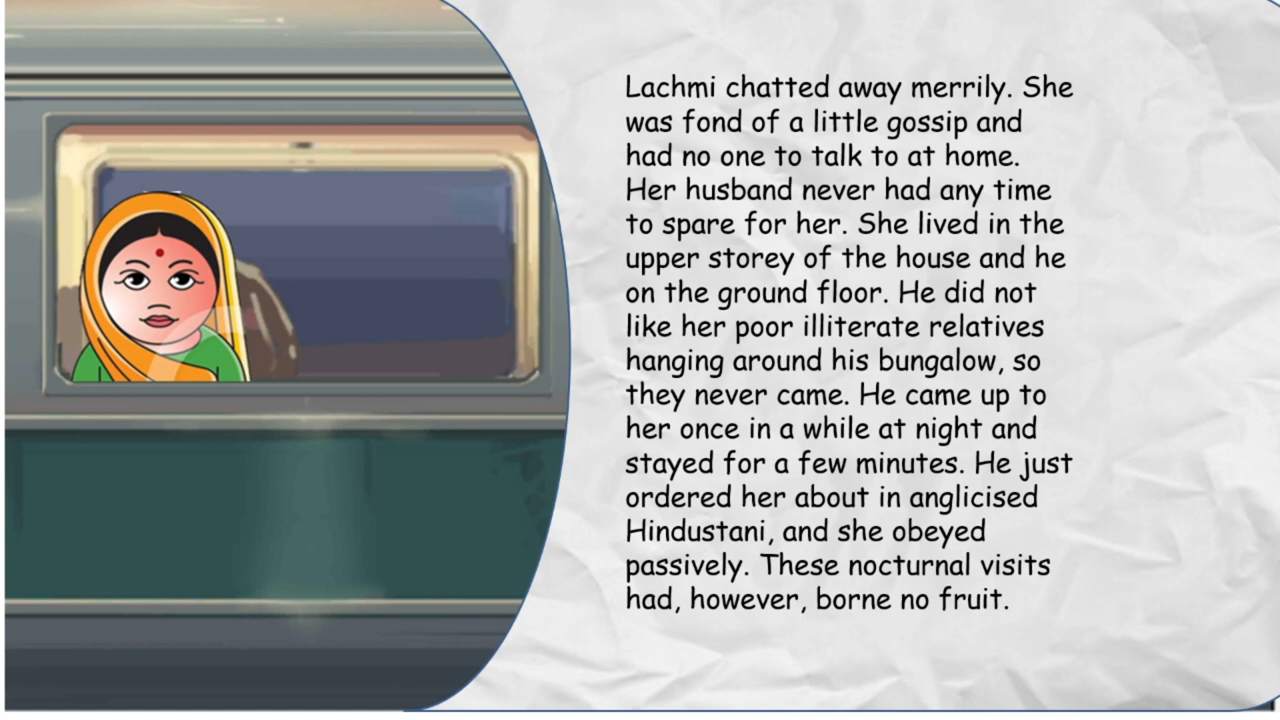 Lachmi chatted away merrily. She
was fond of a little gossip and
had no one to talk to at home.
Her husband never had any time
to spare for her. She lived in the
upper storey of the house and he
on the ground floor. He did not
like her poor illiterate relatives
hanging around his bungalow, so
they never came. He came up to
her once in a while at night and
stayed for a few minutes. He just
ordered her about in anglicised
Hindustani, and she obeyed
passively. These nocturnal visits
had, however, borne no fruit.